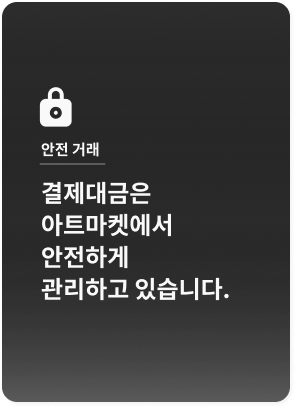 안전 거래
결제대금은
아트마켓에서
안전하게
관리하고 있습니다.